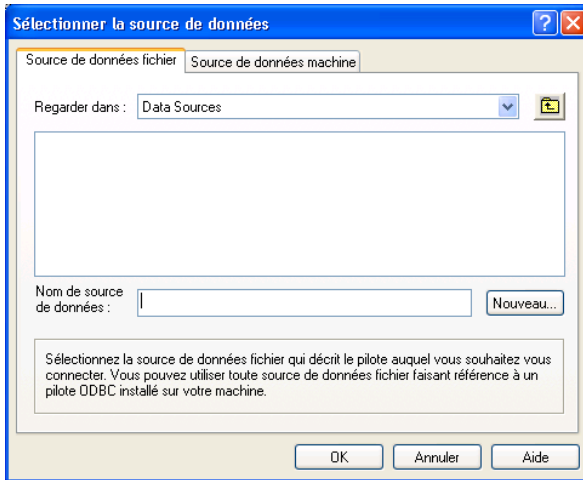 Sélectionner la source de données
Source de données fichier
Source de données machine
Regarder dans :
Data Sources
Nom de source
de données :
Nouveau...
Sélectionnez la source de données fichier qui décrit le pilote auquel vous souhaitez vous
connecter. Vous pouvez utiliser toute source de données fichier faisant référence à un
pilote ODBC installé sur votre machine.
OK
Annuler
Aide